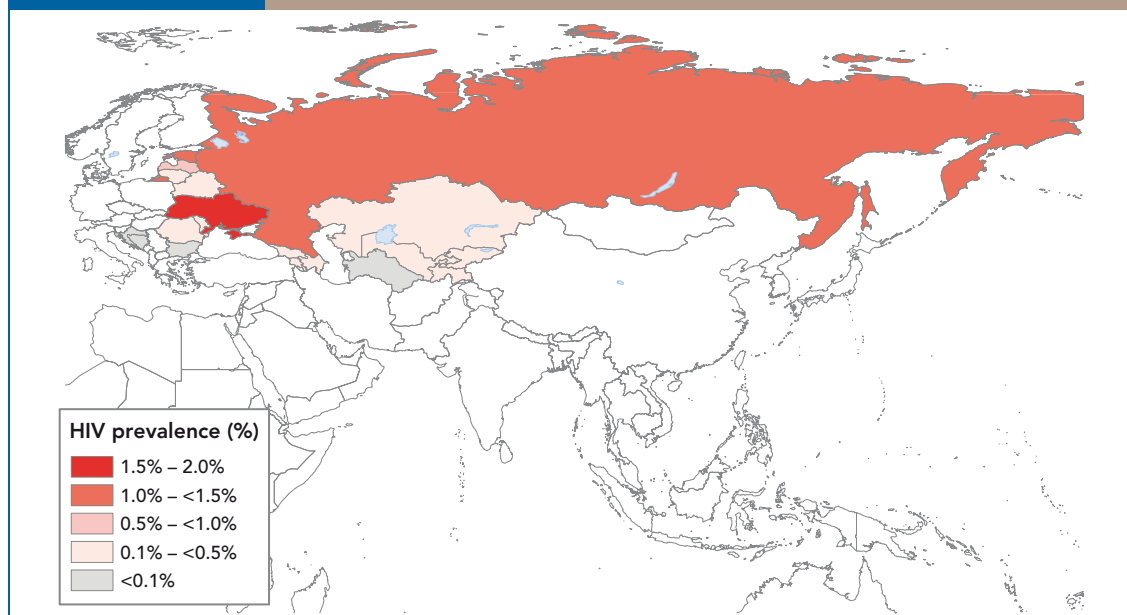 HIV prevalence (%)
1.5% – 2.0%
1.0% – <1.5%
0.5% – <1.0%
0.1% – <0.5%
<0.1%